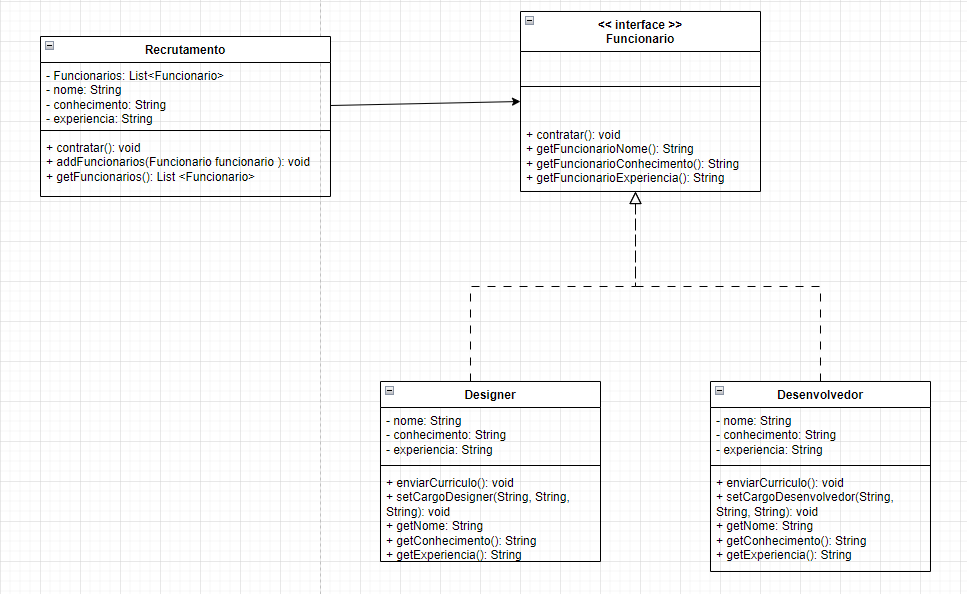 Recrutamento
- Funcionarios: List<Funcionario>
- nome: String
- conhecimento: String
- experiencia: String
+ contratar(): void
+ addFuncionarios(Funcionario funcionario ): void
+ getFuncionarios(): List <Funcionario>
<< interface >>
Funcionario
+ contratar(): void
+ getFuncionarioNome(): String
+ getFuncionarioConhecimento(): String
+ getFuncionarioExperiencia(): String
Designer
- nome: String
- conhecimento: String
- experiencia: String
+ enviarCurriculo(): void
+ setCargoDesigner(String, String,
String): void
+ getNome: String
+ getConhecimento(): String
+ getExperiencia(): String
Desenvolvedor
- nome: String
- conhecimento: String
- experiencia: String
+ enviarCurriculo(): void
+ setCargoDesenvolvedor(String,
String, String): void
+ getNome: String
+ getConhecimento(): String
+ getExperiencia(): String